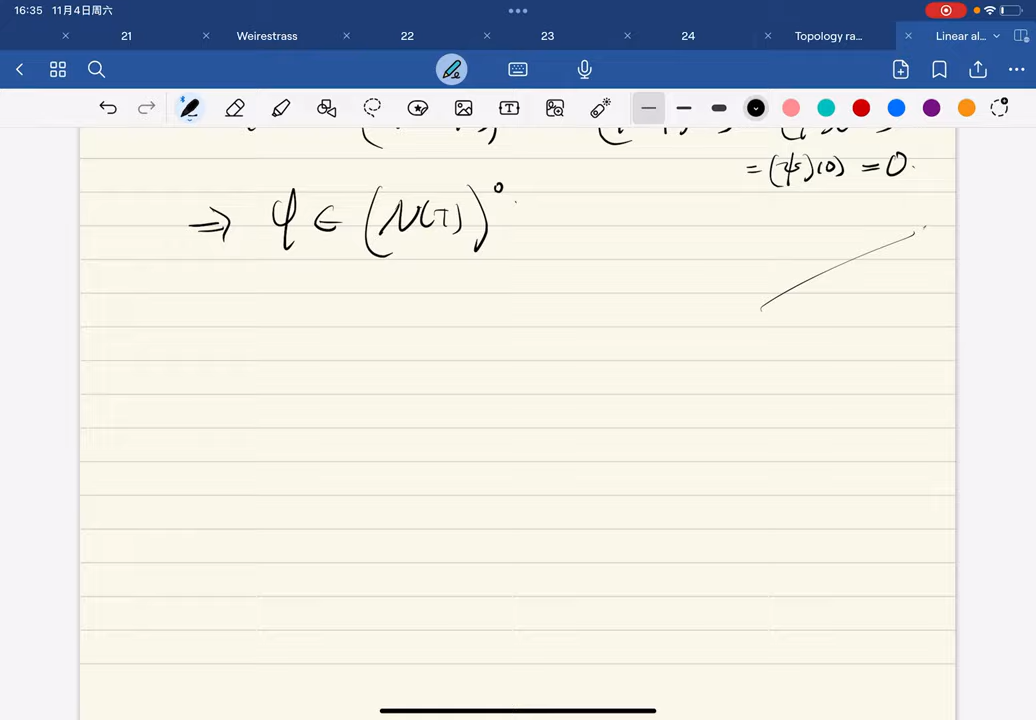 16:35 11月4日周六
21 Weirestrass 22 23 24 Topology ra... Linear al...
= (ψ)(0) = 0.
⇒ φ ∈ (N(T))⁰.